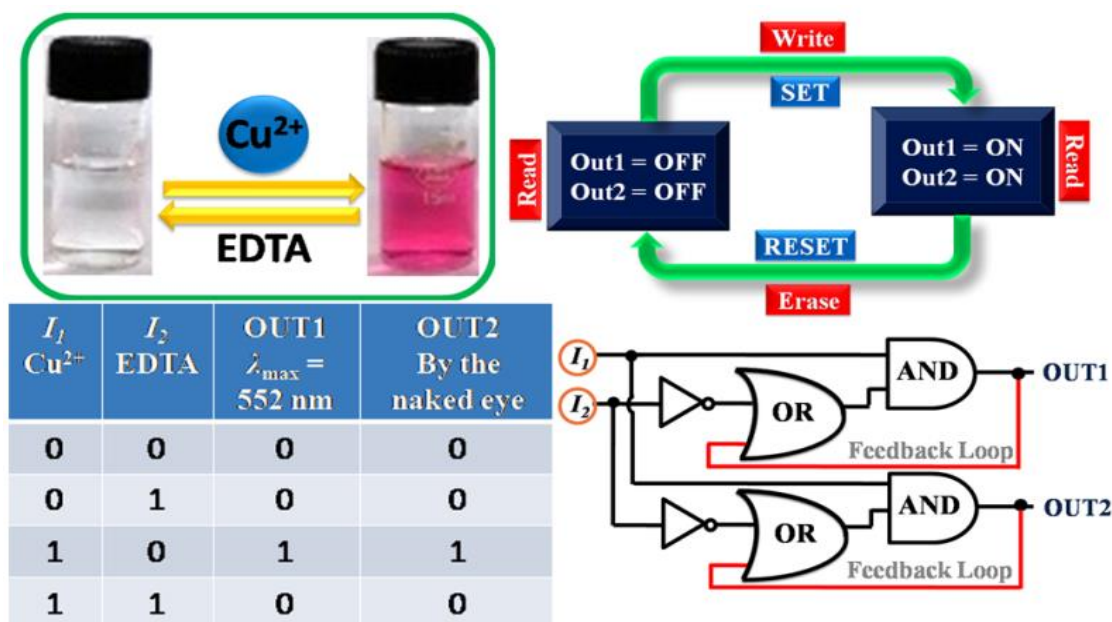 Cu²⁺
EDTA
Write
SET
Read
Out1 = OFF
Out2 = OFF
Out1 = ON
Out2 = ON
Read
RESET
Erase
I₁ I₂ OUT1 OUT2
Cu²⁺ EDTA λmax = By the
552 nm naked eye
0 0 0 0
0 1 0 0
1 0 1 1
1 1 0 0
I₁
I₂
AND
OUT1
OR
Feedback Loop
AND
OUT2
OR
Feedback Loop